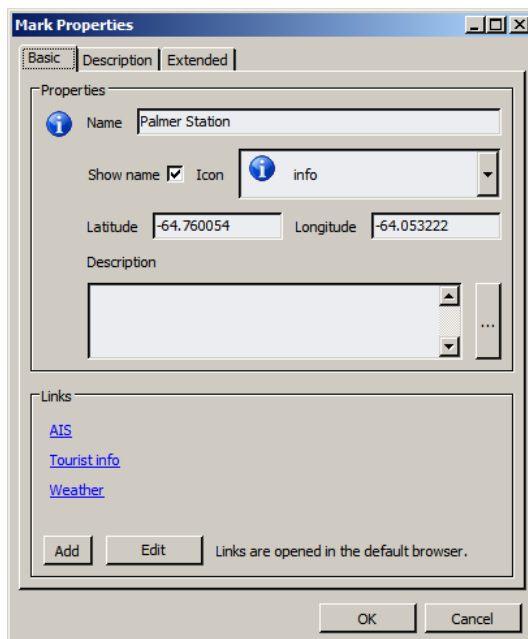 Mark Properties
Basic Description Extended
Properties
Name Palmer Station
Show name Icon info
Latitude -64.760054 Longitude -64.053222
Description
...
Links
AIS
Tourist info
Weather
Add Edit Links are opened in the default browser.
OK Cancel